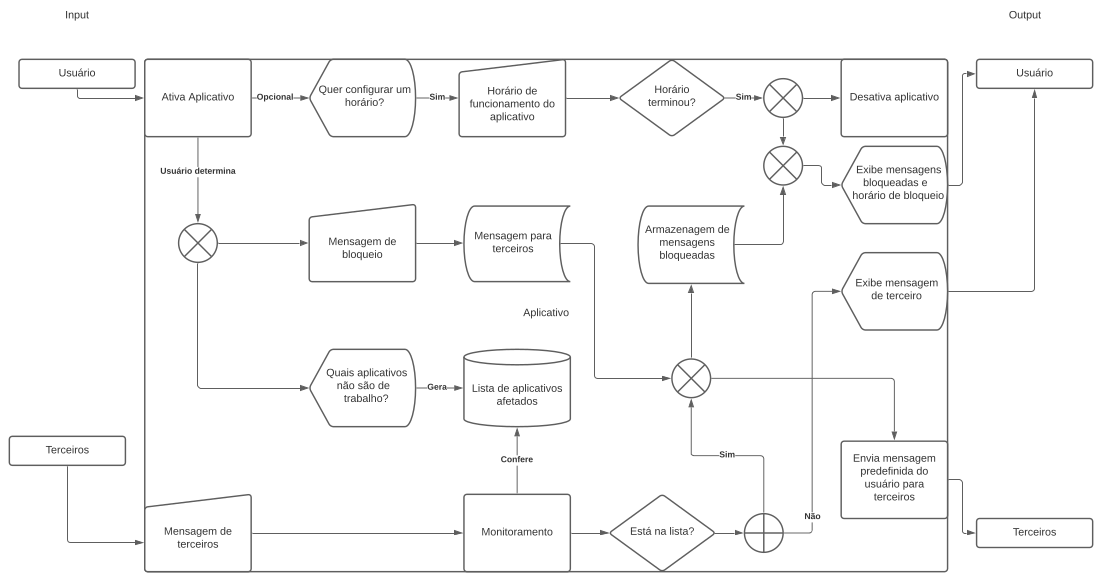 Input
Output
Usuário
Ativa Aplicativo
Opcional
Quer configurar um
horário?
Sim
Horário de
funcionamento do
aplicativo
Horário
terminou?
Sim
Desativa aplicativo
Usuário
Usuário determina
Exibe mensagens
bloqueadas e
horário de bloqueio
Mensagem de
bloqueio
Mensagem para
terceiros
Armazenagem de
mensagens
bloqueadas
Exibe mensagem
de terceiro
Aplicativo
Quais aplicativos
não são de
trabalho?
Gera
Lista de aplicativos
afetados
Terceiros
Confere
Sim
Envia mensagem
predefinida do
usuário para
terceiros
Mensagem de
terceiros
Monitoramento
Está na lista?
Não
Terceiros